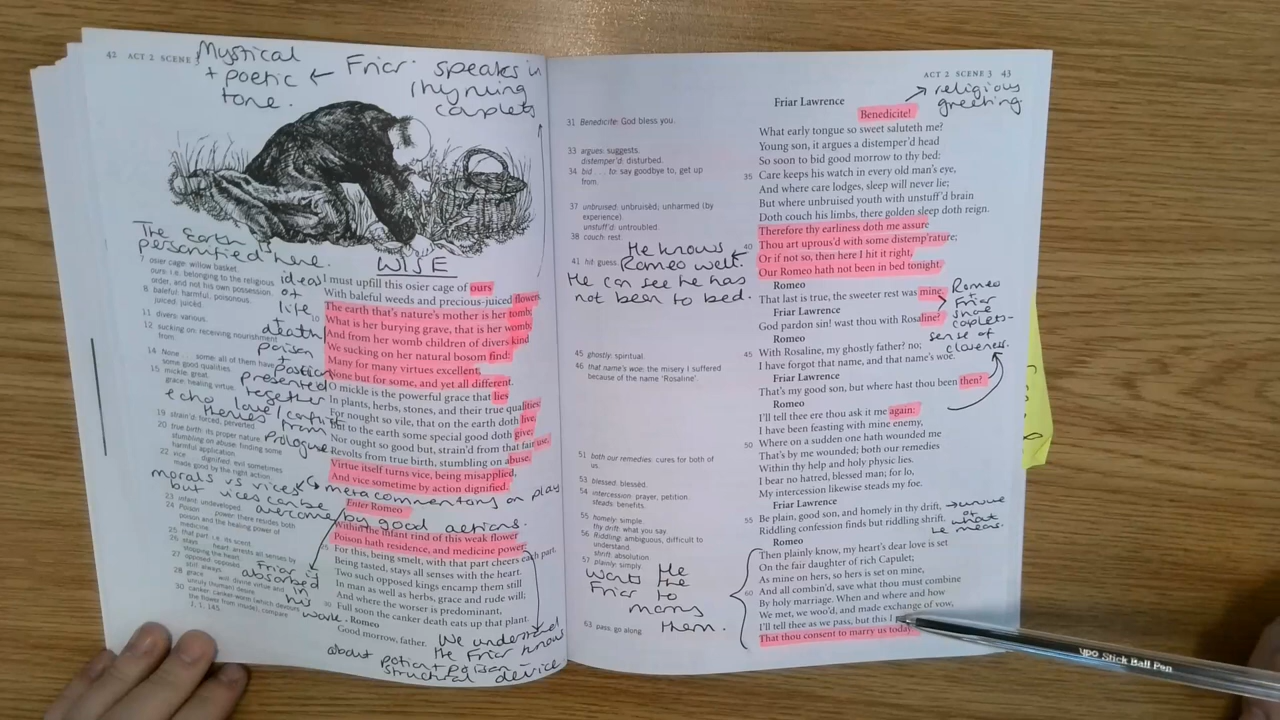 42 ACT 2 SCENE 3
Mystical
+ poetic ← Friar speaks in
tone.
rhyming
couplets
The Earth is
personified here.
WISE
7 osier cage: willow basket.
ours: i.e. belonging to the religious
order, and not his own possession.
8 baleful: harmful, poisonous.
juiced: juiced.
11 divers: various.
12 sucking on: receiving nourishment
from.
14 None . . . some: all of them have
some good qualities.
15 mickle: great.
grace: healing virtue.
19 strain'd: forced, perverted.
20 true birth: its proper nature.
stumbling on abuse: finding some
harmful application.
22 vice dignified: evil sometimes
made good by the right action.
23 infant: undeveloped.
24 Poison power: there resides both
poison and the healing power of
medicine.
25 that part: i.e. its scent.
26 stays heart: arrests all senses by
stopping the heart.
27 opposed: opposèd.
still: always.
28 grace will: divine
unruly (human) desire.
30 canker: canker-worm (which devours
the flower from inside), compare
1, 1, 145.
ideas
of
life
+
death
poison
+ potion
presented
together
echo love/conflict
themes from
Prologue
morals vs vices meta commentary on play
but vices can be
overcome by good actions.
Friar is
absorbed
in
his
work.
We understand
the Friar knows
about potion + poison
structural device
I must upfill this osier cage of ours
With baleful weeds and precious-juiced flowers.
The earth that's nature's mother is her tomb;
10 What is her burying grave, that is her womb;
And from her womb children of divers kind
We sucking on her natural bosom find:
Many for many virtues excellent,
None but for some, and yet all different.
O mickle is the powerful grace that lies
In plants, herbs, stones, and their true qualities:
For nought so vile, that on the earth doth live,
But to the earth some special good doth give;
Nor ought so good but, strain'd from that fair use,
Revolts from true birth, stumbling on abuse.
Virtue itself turns vice, being misapplied,
And vice sometime by action dignified.
Enter Romeo
Within the infant rind of this weak flower
Poison hath residence, and medicine power;
25 For this, being smelt, with that part cheers each part,
Being tasted, stays all senses with the heart.
Two such opposed kings encamp them still
In man as well as herbs, grace and rude will;
And where the worser is predominant,
30 Full soon the canker death eats up that plant.
Romeo
Good morrow, father.
ACT 2 SCENE 3 43
religious
greeting
31 Benedicite: God bless you.
33 argues: suggests.
distemper'd: disturbed.
34 bid . . . to: say goodbye to, get up
from.
37 unbruised: unbruisèd, unharmed (by
experience).
unstuff'd: untroubled.
38 couch: rest.
41 hit: guess.
He knows
Romeo well.
He can see he has
not been to bed.
45 ghostly: spiritual.
46 that name's woe: the misery I suffered
because of the name 'Rosaline'.
51 both our remedies: cures for both of
us.
53 blessed: blessèd.
54 intercession: prayer, petition.
steads: benefits.
55 homely: simple.
thy drift: what you say.
56 Riddling: ambiguous, difficult to
understand.
shrift: absolution.
57 plainly: simply.
63 pass: go along.
He
Wants the
Friar to
marry
them.
Friar Lawrence
Benedicite!
What early tongue so sweet saluteth me?
Young son, it argues a distemper'd head
So soon to bid good morrow to thy bed:
35 Care keeps his watch in every old man's eye,
And where care lodges, sleep will never lie;
But where unbruised youth with unstuff'd brain
Doth couch his limbs, there golden sleep doth reign.
Therefore thy earliness doth me assure
40 Thou art uprous'd with some distemp'rature;
Or if not so, then here I hit it right,
Our Romeo hath not been in bed tonight.
Romeo
That last is true, the sweeter rest was mine.
Friar Lawrence
God pardon sin! wast thou with Rosaline?
Romeo
45 With Rosaline, my ghostly father? no;
I have forgot that name, and that name's woe.
Friar Lawrence
That's my good son, but where hast thou been then?
Romeo
I'll tell thee ere thou ask it me again:
I have been feasting with mine enemy,
50 Where on a sudden one hath wounded me
That's by me wounded; both our remedies
Within thy help and holy physic lies.
I bear no hatred, blessed man; for lo,
My intercession likewise steads my foe.
Friar Lawrence
55 Be plain, good son, and homely in thy drift,
Riddling confession finds but riddling shrift.
Romeo
Then plainly know, my heart's dear love is set
On the fair daughter of rich Capulet;
As mine on hers, so hers is set on mine,
60 And all combin'd, save what thou must combine
By holy marriage. When and where and how
We met, we woo'd, and made exchange of vow,
I'll tell thee as we pass, but this I
That thou consent to marry us today.
Romeo
+ Friar
share
couplets -
sense of
closeness.
→ unsure
of
what
he means.
ypo Stick Ball Pen